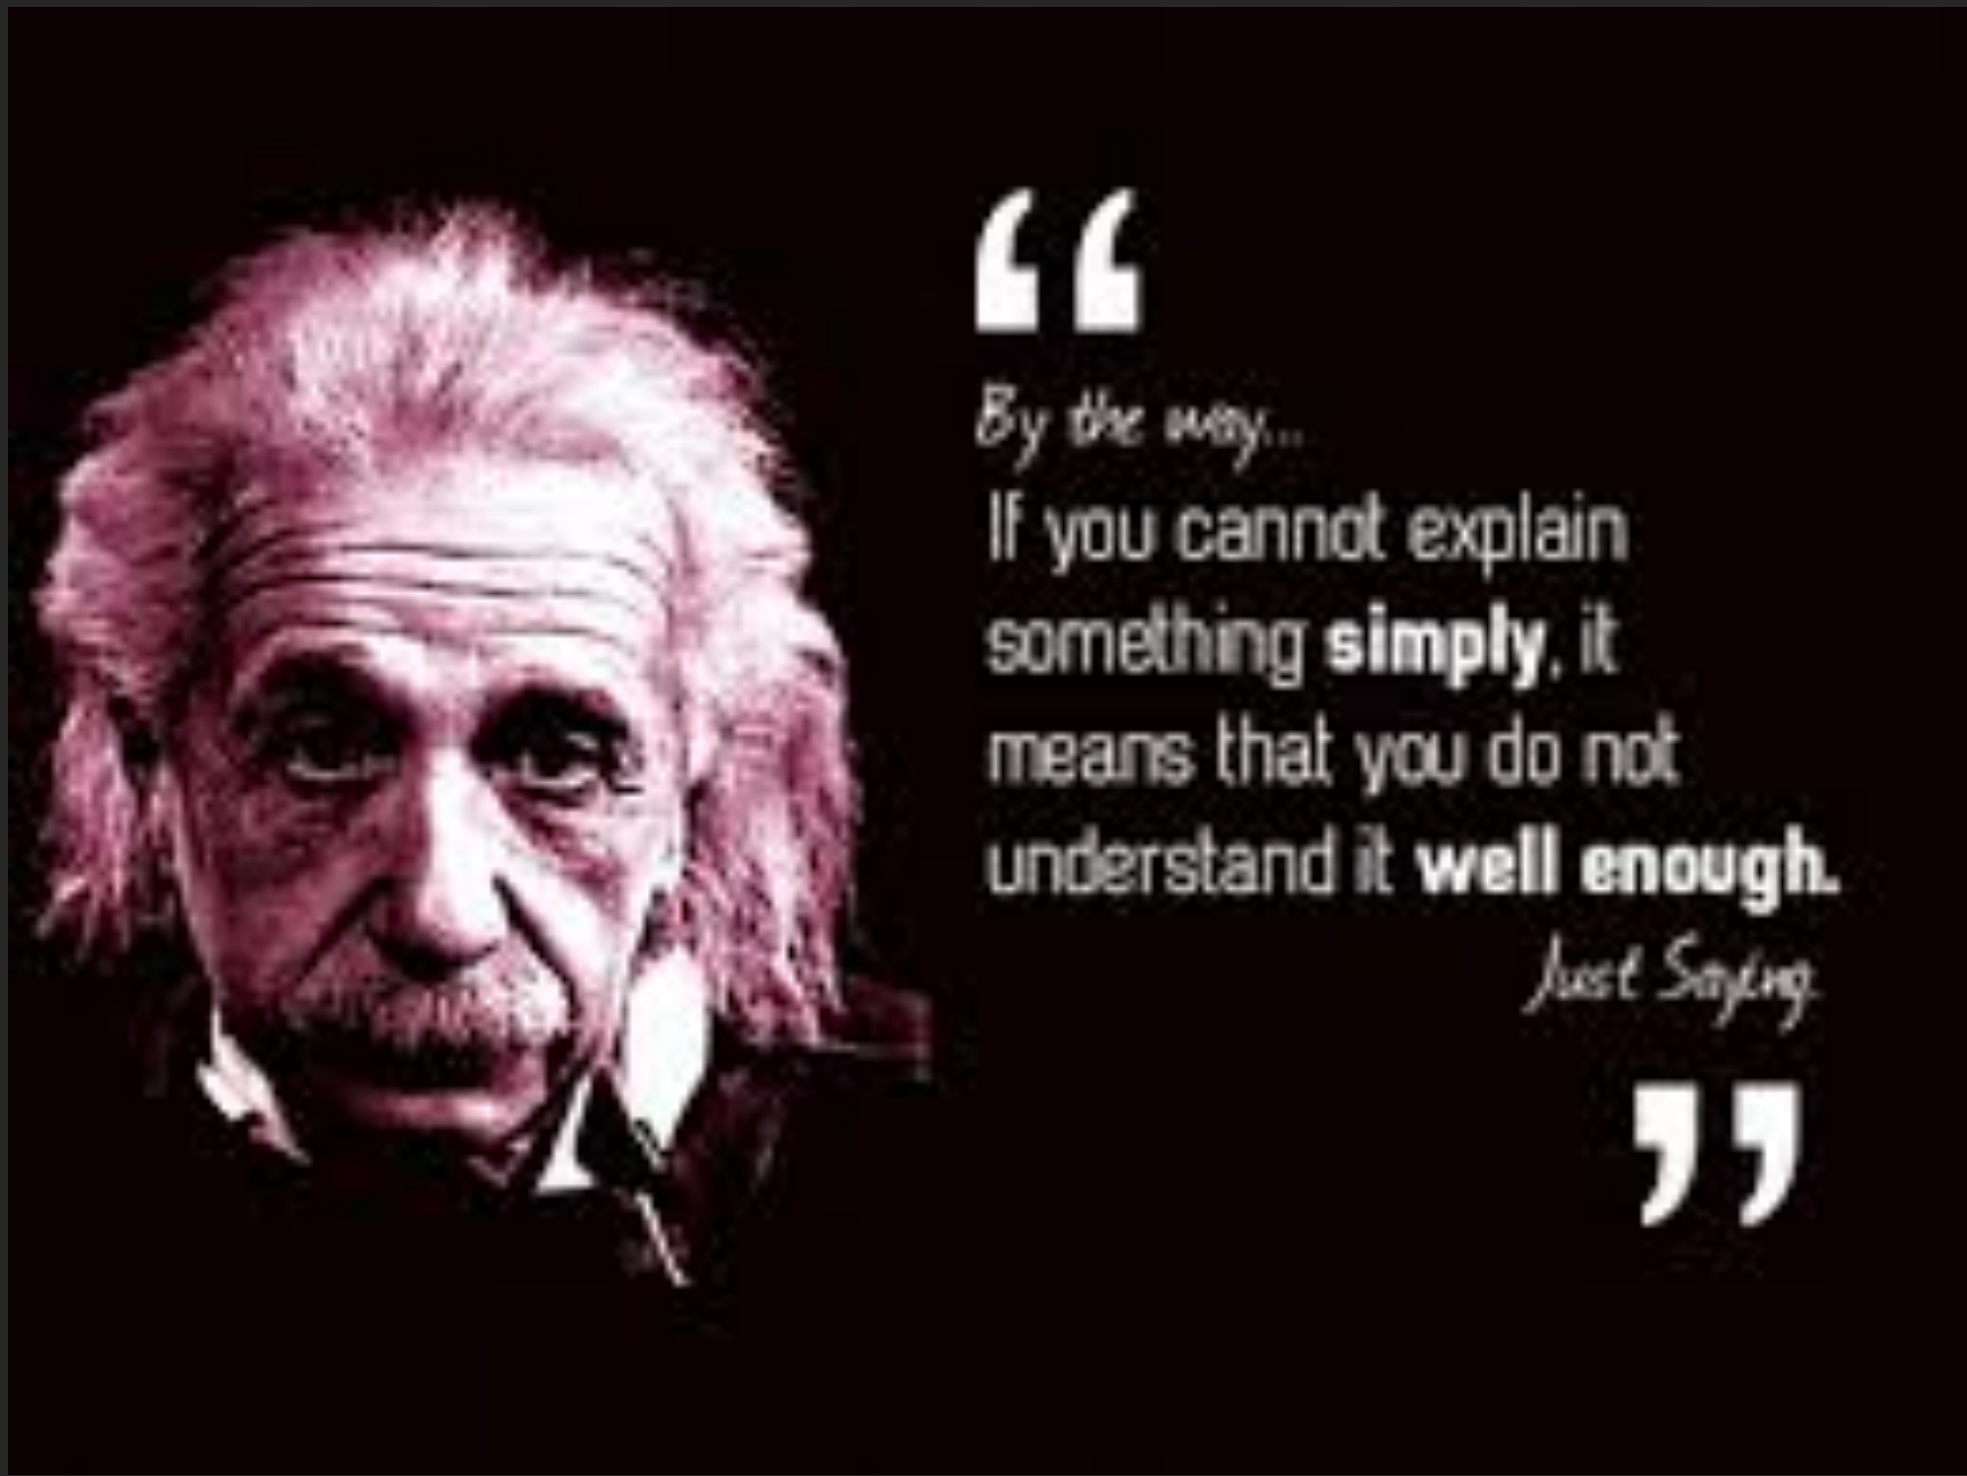 “
By the way...
If you cannot explain
something simply, it
means that you do not
understand it well enough.
Just Saying.
”